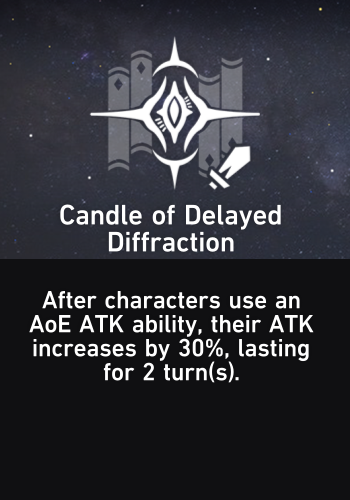 Candle of Delayed
Diffraction
After characters use an
AoE ATK ability, their ATK
increases by 30%, lasting
for 2 turn(s).